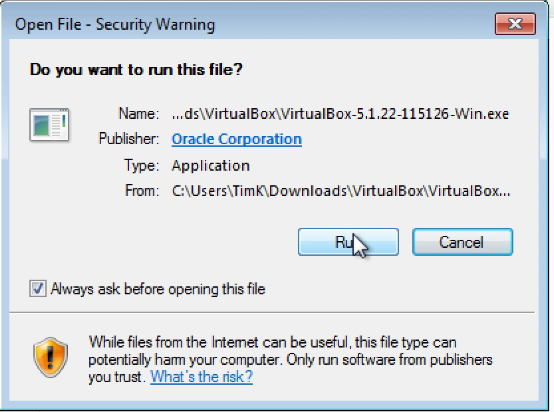 Open File - Security Warning
Do you want to run this file?
Name: ...ds\VirtualBox\VirtualBox-5.1.22-115126-Win.exe
Publisher: Oracle Corporation
Type: Application
From: C:\Users\TimK\Downloads\VirtualBox\VirtualBox...
Ru Cancel
Always ask before opening this file
While files from the Internet can be useful, this file type can
potentially harm your computer. Only run software from publishers
you trust. What's the risk?